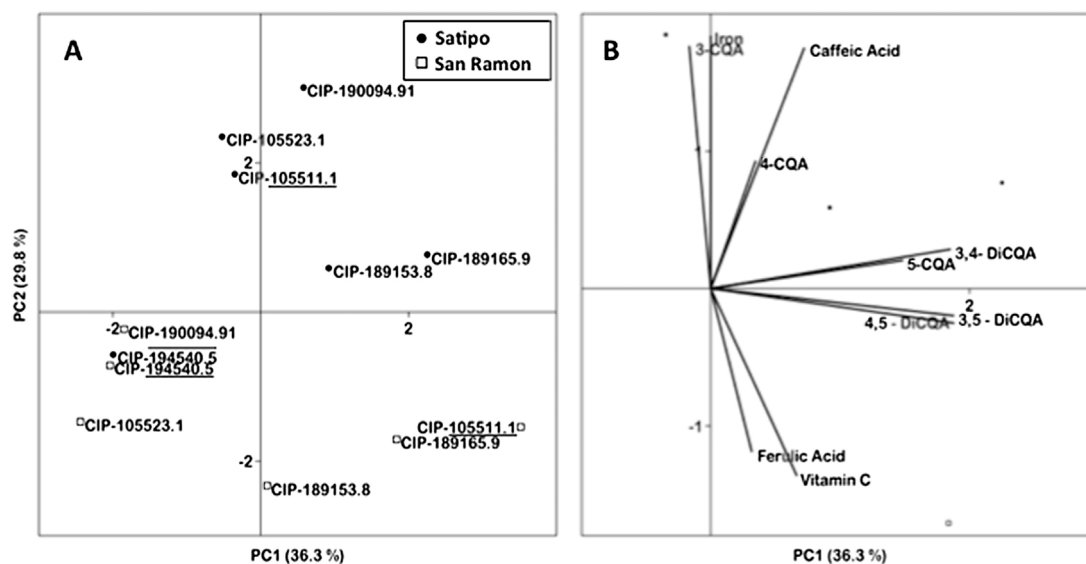 A
Satipo
San Ramon
CIP-190094.91
CIP-105523.1
2
CIP-105511.1
CIP-189165.9
CIP-189153.8
-2
2
CIP-190094.91
CIP-194540.5
CIP-194540.5
CIP-105523.1
CIP-105511.1
CIP-189165.9
-2
CIP-189153.8
PC2 (29.8 %)
PC1 (36.3 %)
B
Iron
3-CQA
Caffeic Acid
1
4-CQA
3,4- DiCQA
5-CQA
2
4,5 - DiCQA
3,5 - DiCQA
-1
Ferulic Acid
Vitamin C
PC1 (36.3 %)